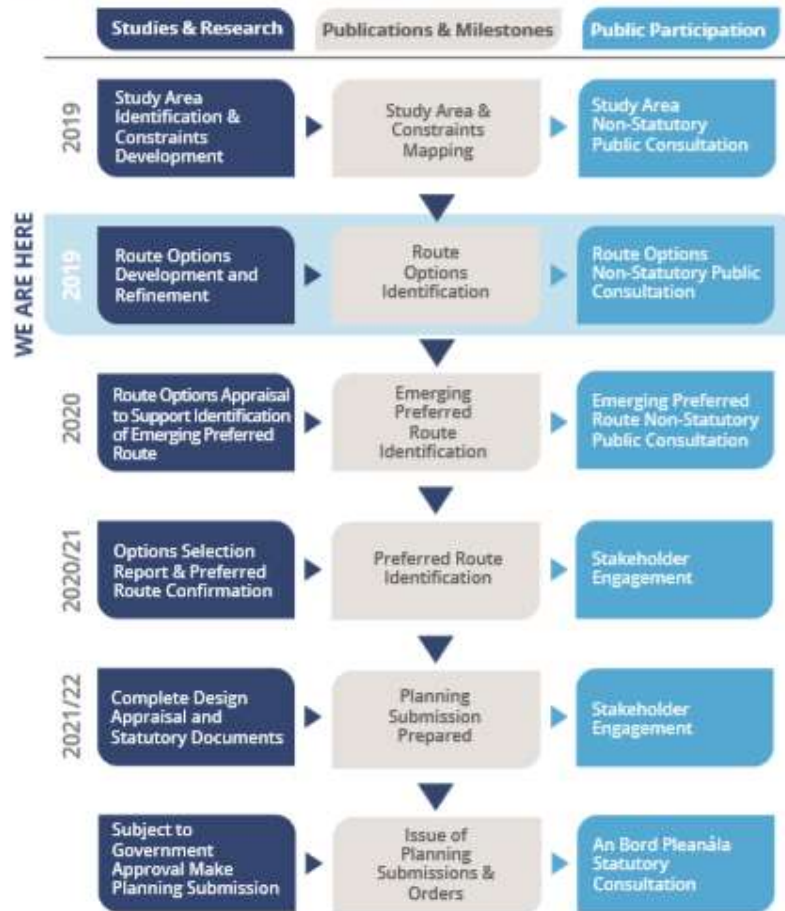 Studies & Research
Publications & Milestones
Public Participation
2019
Study Area
Identification &
Constraints
Development
Study Area &
Constraints
Mapping
Study Area
Non-Statutory
Public Consultation
WE ARE HERE
2019
Route Options
Development and
Refinement
Route
Options
Identification
Route Options
Non-Statutory Public
Consultation
2020
Route Options Appraisal
to Support Identification
of Emerging Preferred
Route
Emerging
Preferred
Route
Identification
Emerging Preferred
Route Non-Statutory
Public Consultation
2020/21
Options Selection
Report & Preferred
Route Confirmation
Preferred Route
Identification
Stakeholder
Engagement
2021/22
Complete Design
Appraisal and
Statutory Documents
Planning
Submission
Prepared
Stakeholder
Engagement
Subject to
Government
Approval Make
Planning Submission
Issue of
Planning
Submissions &
Orders
An Bord Pleanála
Statutory
Consultation